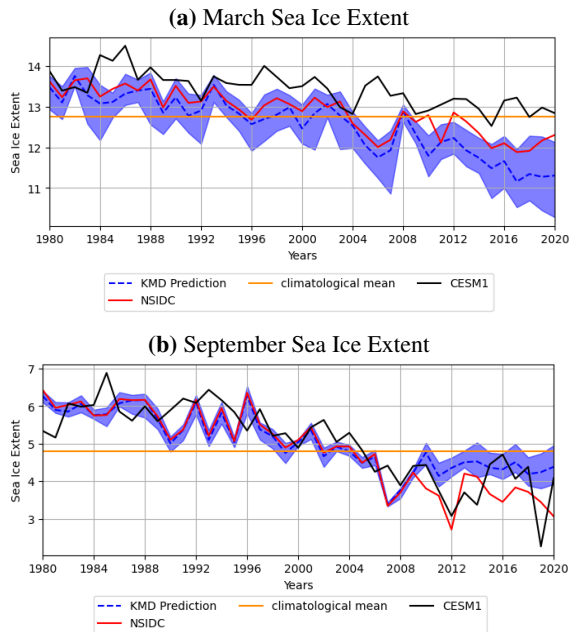 (a) March Sea Ice Extent
Sea Ice Extent
14
13
12
11
1980 1984 1988 1992 1996 2000 2004 2008 2012 2016 2020
Years
KMD Prediction climatological mean CESM1
NSIDC
(b) September Sea Ice Extent
Sea Ice Extent
7
6
5
4
3
1980 1984 1988 1992 1996 2000 2004 2008 2012 2016 2020
Years
KMD Prediction climatological mean CESM1
NSIDC